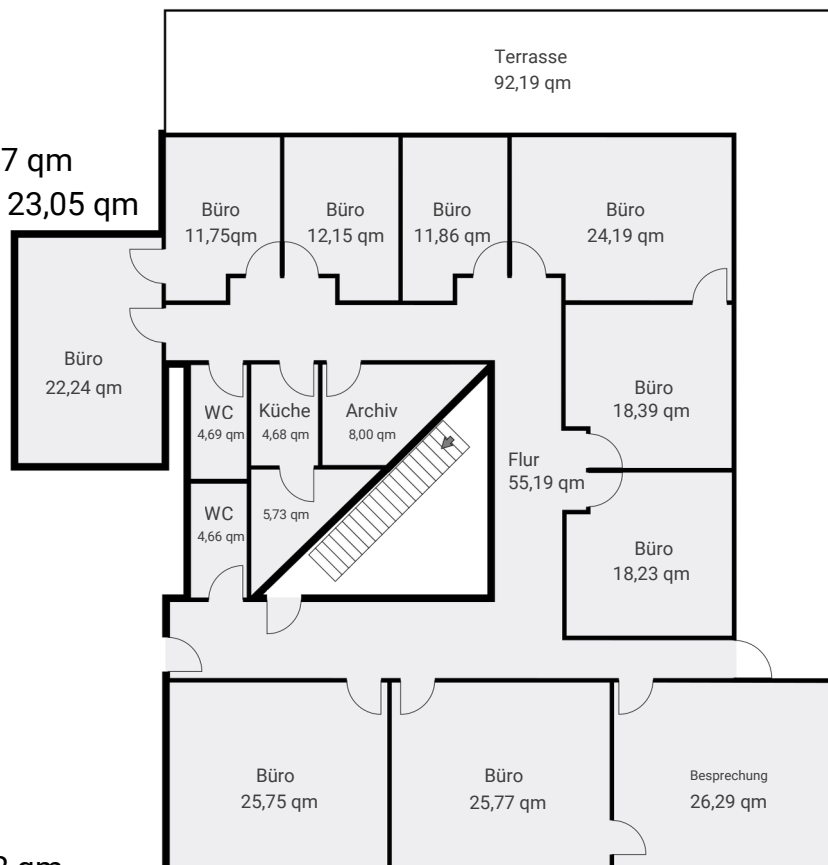 Terrasse
92,19 qm
7 qm
23,05 qm
Büro
11,75qm
Büro
12,15 qm
Büro
11,86 qm
Büro
24,19 qm
Büro
22,24 qm
WC
4,69 qm
Küche
4,68 qm
Archiv
8,00 qm
Büro
18,39 qm
Flur
55,19 qm
WC
4,66 qm
5,73 qm
Büro
18,23 qm
Büro
25,75 qm
Büro
25,77 qm
Besprechung
26,29 qm
qm